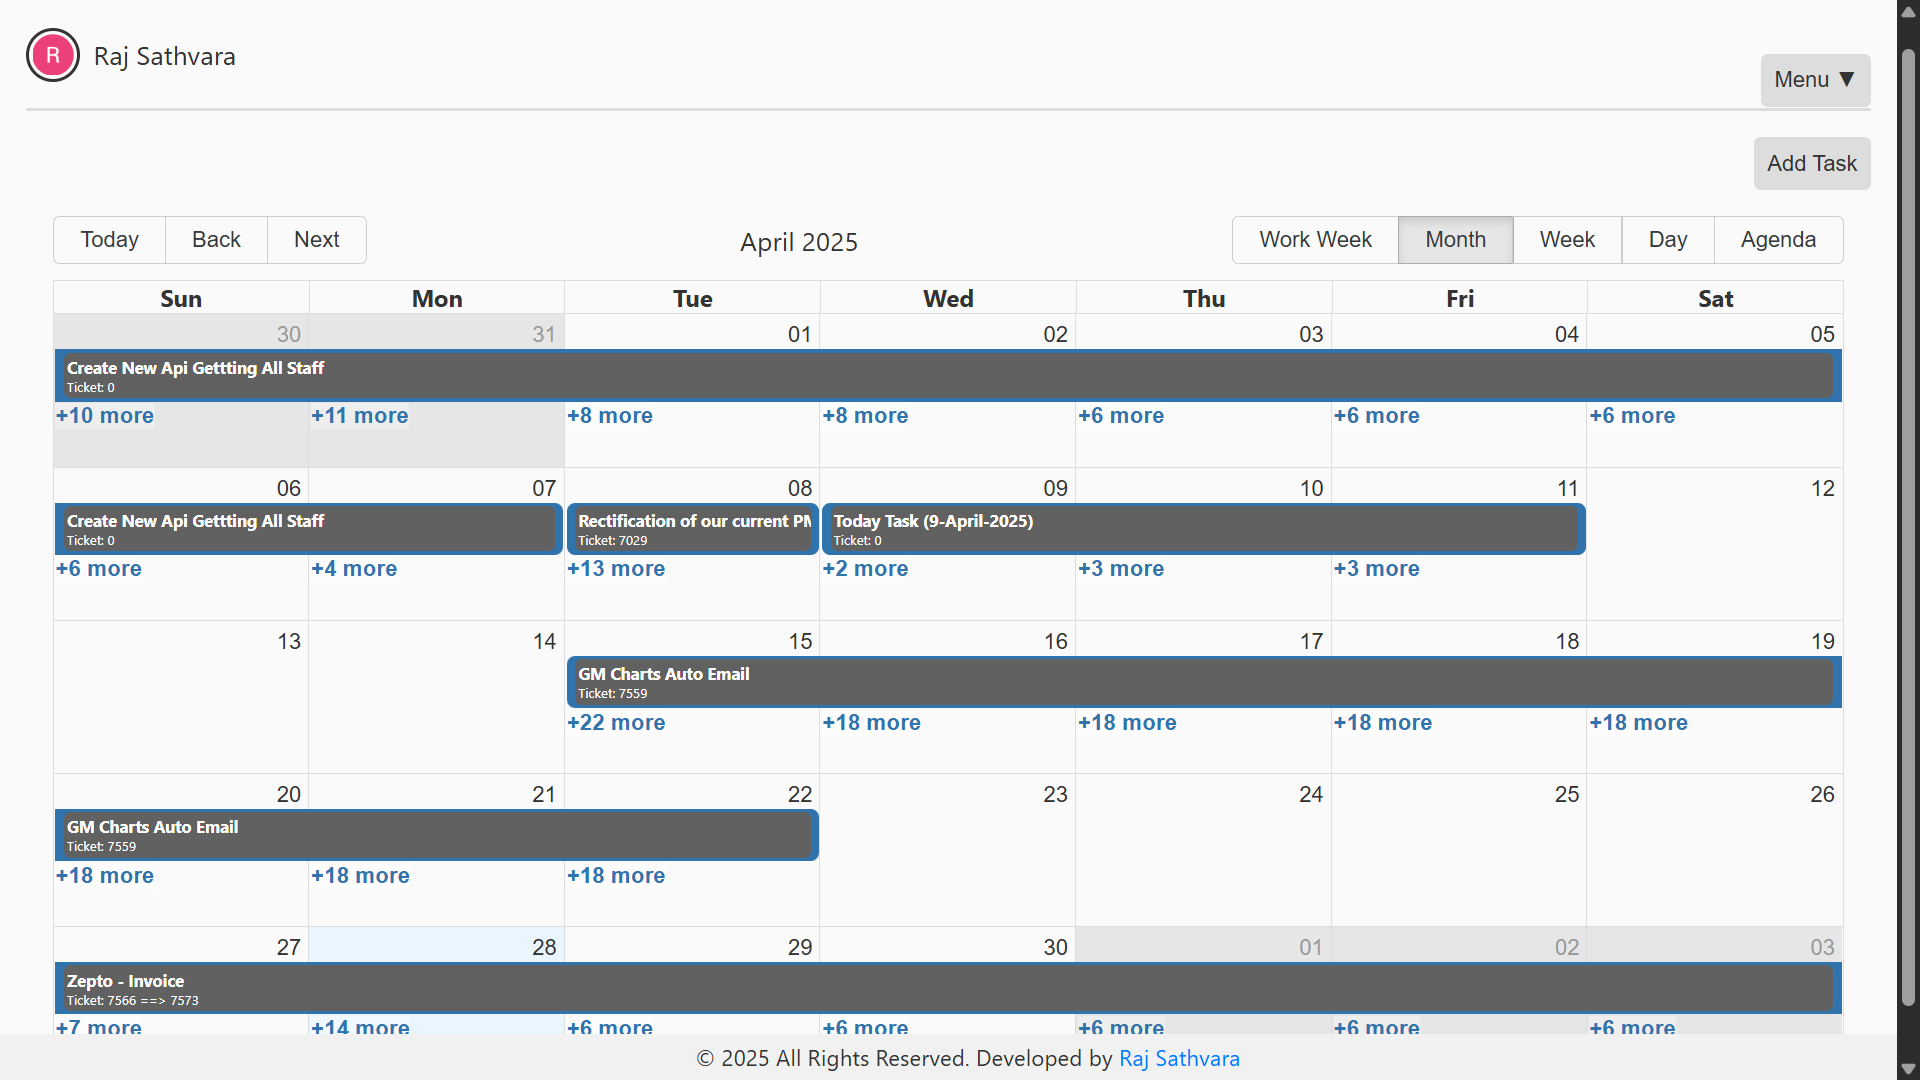 R Raj Sathvara
Menu ▼
Add Task
Today Back Next April 2025 Work Week Month Week Day Agenda
Sun Mon Tue Wed Thu Fri Sat
30 31 01 02 03 04 05
Create New Api Gettting All Staff
Ticket: 0
+10 more +11 more +8 more +8 more +6 more +6 more +6 more
06 07 08 09 10 11 12
Create New Api Gettting All Staff Rectification of our current Today Task (9-April-2025)
Ticket: 0 Ticket: 7029 Ticket: 0
+6 more +4 more +13 more +2 more +3 more +3 more
13 14 15 16 17 18 19
GM Charts Auto Email
Ticket: 7559
+22 more +18 more +18 more +18 more +18 more
20 21 22 23 24 25 26
GM Charts Auto Email
Ticket: 7559
+18 more +18 more +18 more
27 28 29 30 01 02 03
Zepto - Invoice
Ticket: 7566 ==> 7573
+7 more +14 more +6 more +6 more +6 more +6 more +6 more
© 2025 All Rights Reserved. Developed by Raj Sathvara